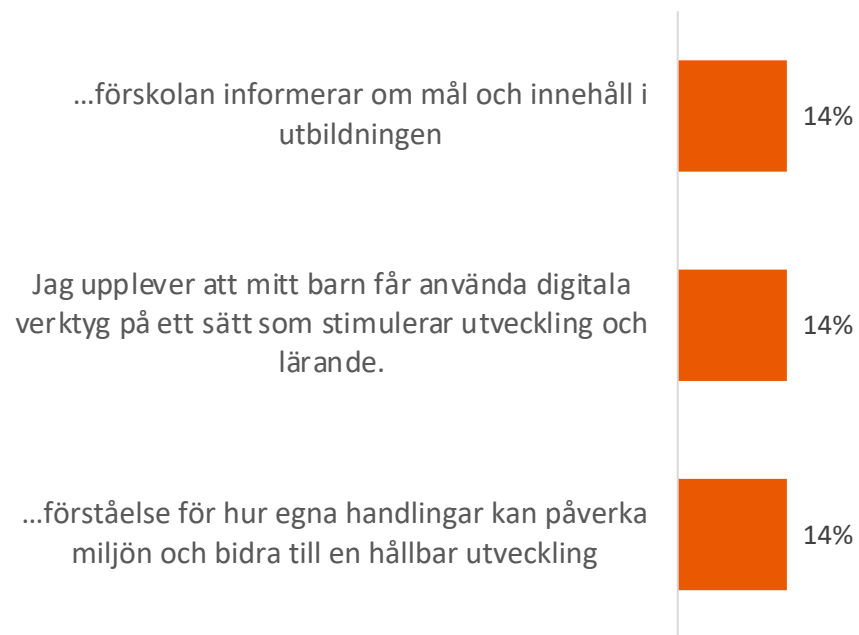 ...förskolan informerar om mål och innehåll i
utbildningen
14%
Jag upplever att mitt barn får använda digitala
verktyg på ett sätt som stimulerar utveckling och
lärande.
14%
...förståelse för hur egna handlingar kan påverka
miljön och bidra till en hållbar utveckling
14%